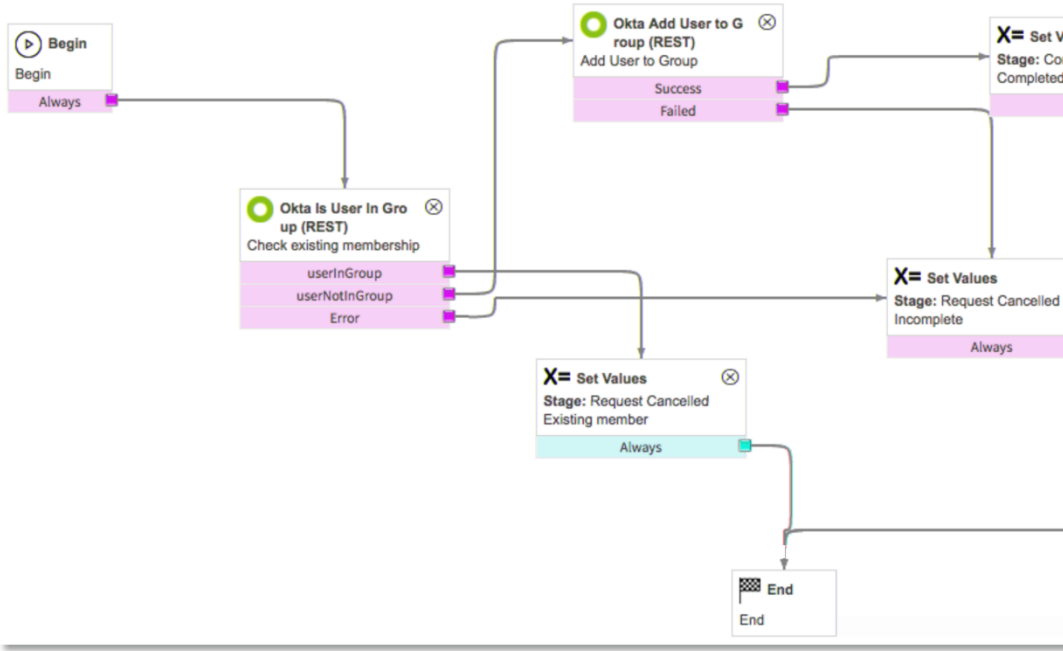 Begin
Begin
Always
Okta Add User to G
roup (REST)
Add User to Group
Success
Failed
X= Set V
Stage:
Completed
Okta Is User In Gro
up (REST)
Check existing membership
userInGroup
userNotInGroup
Error
X= Set Values
Stage: Request Cancelled
Incomplete
Always
X= Set Values
Stage: Request Cancelled
Existing member
Always
End
End